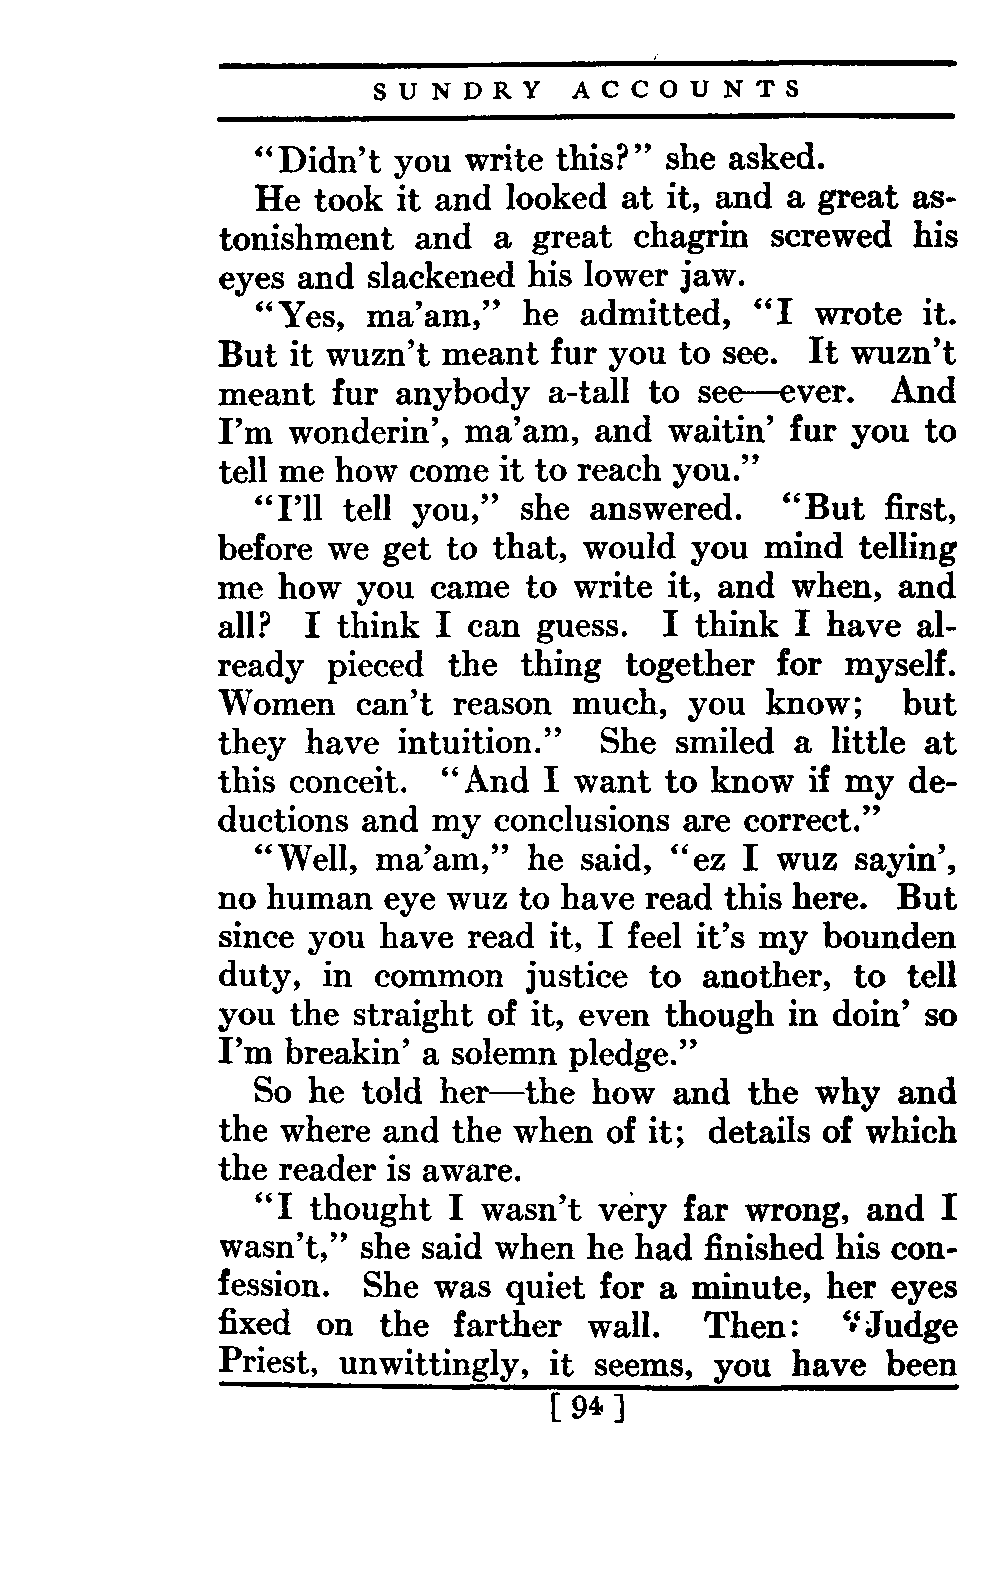 SUNDRY ACCOUNTS
"Didn't you write this?" she asked.
He took it and looked at it, and a great as-
tonishment and a great chagrin screwed his
eyes and slackened his lower jaw.
"Yes, ma'am," he admitted, "I wrote it.
But it wuzn't meant fur you to see. It wuzn't
meant fur anybody a-tall to see—ever. And
I'm wonderin', ma'am, and waitin' fur you to
tell me how come it to reach you."
"I'll tell you," she answered. "But first,
before we get to that, would you mind telling
me how you came to write it, and when, and
all? I think I can guess. I think I have al-
ready pieced the thing together for myself.
Women can't reason much, you know; but
they have intuition." She smiled a little at
this conceit. "And I want to know if my de-
ductions and my conclusions are correct."
"Well, ma'am," he said, "ez I wuz sayin',
no human eye wuz to have read this here. But
since you have read it, I feel it's my bounden
duty, in common justice to another, to tell
you the straight of it, even though in doin' so
I'm breakin' a solemn pledge."
So he told her—the how and the why and
the where and the when of it; details of which
the reader is aware.
"I thought I wasn't very far wrong, and I
wasn't," she said when he had finished his con-
fession. She was quiet for a minute, her eyes
fixed on the farther wall. Then: "Judge
Priest, unwittingly, it seems, you have been
[ 94 ]